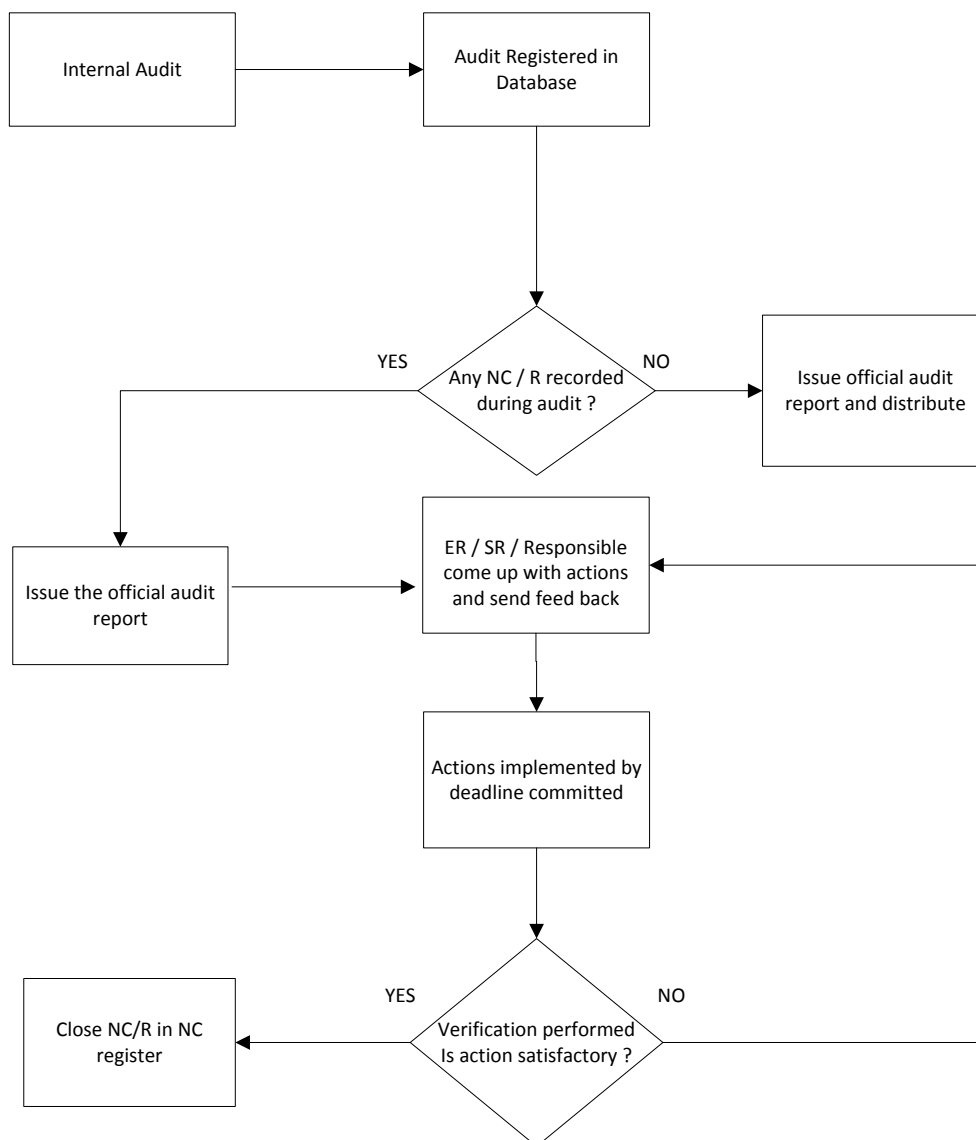 Internal Audit
Audit Registered in
Database
YES
NO
Any NC / R recorded
during audit ?
Issue official audit
report and distribute
Issue the official audit
report
ER / SR / Responsible
come up with actions
and send feed back
Actions implemented by
deadline committed
YES
NO
Verification performed
Is action satisfactory ?
Close NC/R in NC
register